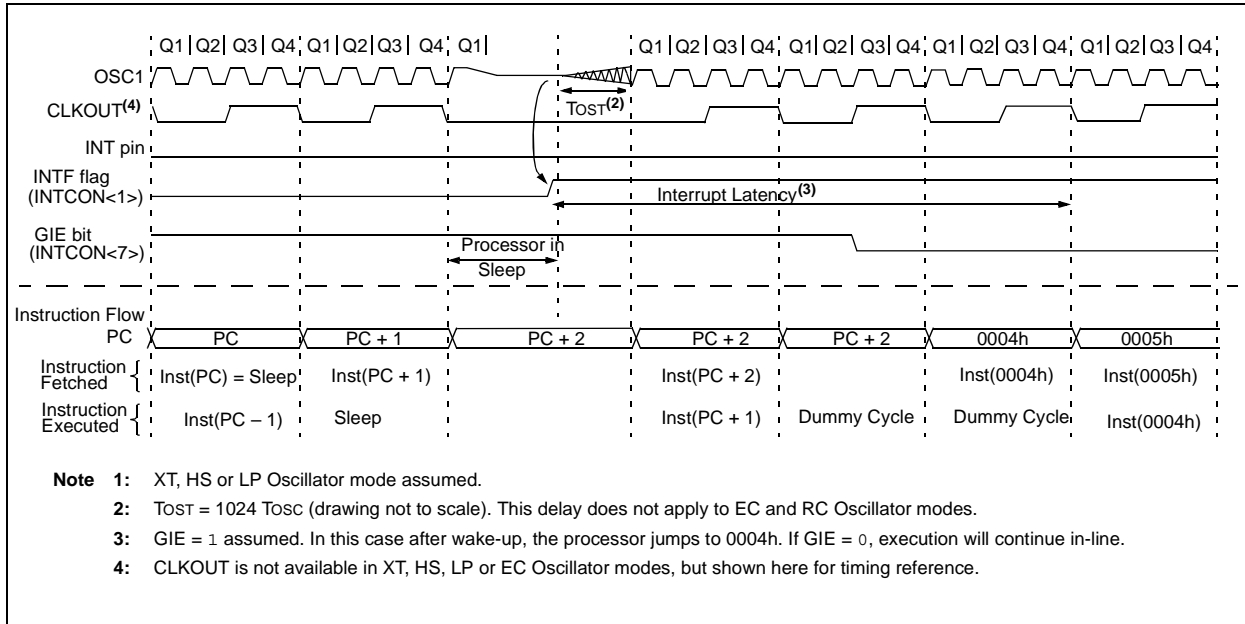 Q1 Q2 Q3 Q4 Q1 Q2 Q3 Q4 Q1 Q1 Q2 Q3 Q4 Q1 Q2 Q3 Q4 Q1 Q2 Q3 Q4 Q1 Q2 Q3 Q4
OSC1
CLKOUT(4) TOST(2)
INT pin
INTF flag
(INTCON<1>) Interrupt Latency(3)
GIE bit
(INTCON<7>) Processor in
Sleep
Instruction Flow
PC PC PC + 1 PC + 2 PC + 2 PC + 2 0004h 0005h
Instruction
Fetched { Inst(PC) = Sleep Inst(PC + 1) Inst(PC + 2) Inst(0004h) Inst(0005h)
Instruction
Executed { Inst(PC – 1) Sleep Inst(PC + 1) Dummy Cycle Dummy Cycle Inst(0004h)
Note 1: XT, HS or LP Oscillator mode assumed.
2: TOST = 1024 TOSC (drawing not to scale). This delay does not apply to EC and RC Oscillator modes.
3: GIE = 1 assumed. In this case after wake-up, the processor jumps to 0004h. If GIE = 0, execution will continue in-line.
4: CLKOUT is not available in XT, HS, LP or EC Oscillator modes, but shown here for timing reference.